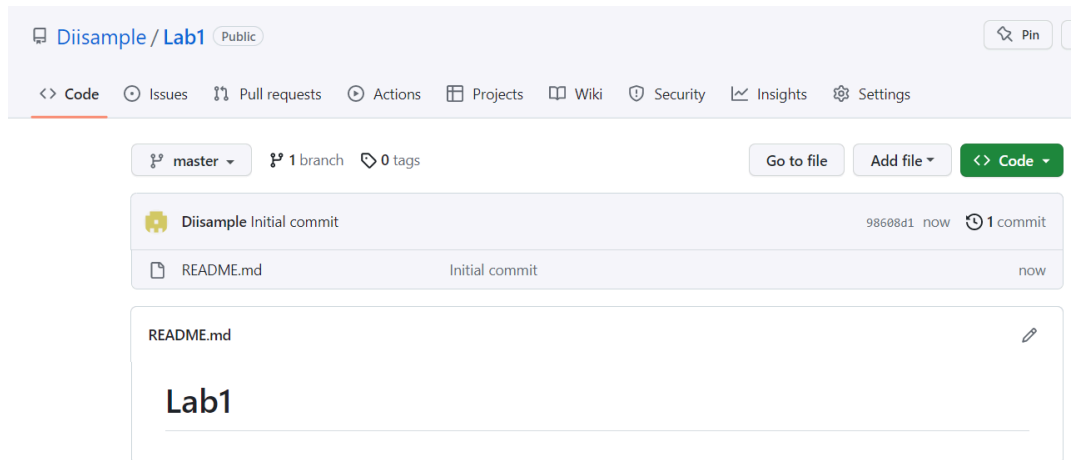 Diisample / Lab1 Public Pin
Code Issues Pull requests Actions Projects Wiki Security Insights Settings
master 1 branch 0 tags Go to file Add file Code
Diisample Initial commit 98608d1 now 1 commit
README.md Initial commit now
README.md
Lab1